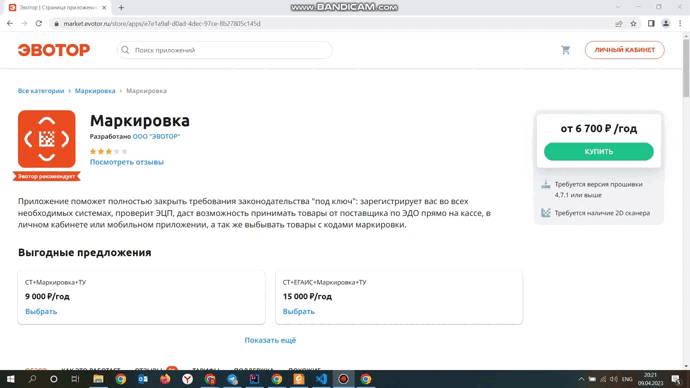 www.BANDICAM.com
Эвотор | Страница приложени
market.evotor.ru/store/apps/e7e1a9af-d0ad-4dec-97ce-8b27805c145d
ЭВОТОР
Поиск приложений
ЛИЧНЫЙ КАБИНЕТ
Все категории > Маркировка > Маркировка
Маркировка
Разработано ООО "ЭВОТОР"
Посмотреть отзывы
Эвотор рекомендует
от 6 700 ₽ /год
КУПИТЬ
Требуется версия прошивки
4.7.1 или выше
Требуется наличие 2D сканера
Приложение поможет полностью закрыть требования законодательства "под ключ": зарегистрирует вас во всех
необходимых системах, проверит ЭЦП, даст возможность принимать товары от поставщика по ЭДО прямо на кассе, в
личном кабинете или мобильном приложении, а так же выбывать товары с кодами маркировки.
Выгодные предложения
СТ+Маркировка+ТУ
9 000 ₽/год
Выбрать
СТ+ЕГАИС+Маркировка+ТУ
15 000 ₽/год
Выбрать
Показать ещё
ENG
20:21
09.04.2023